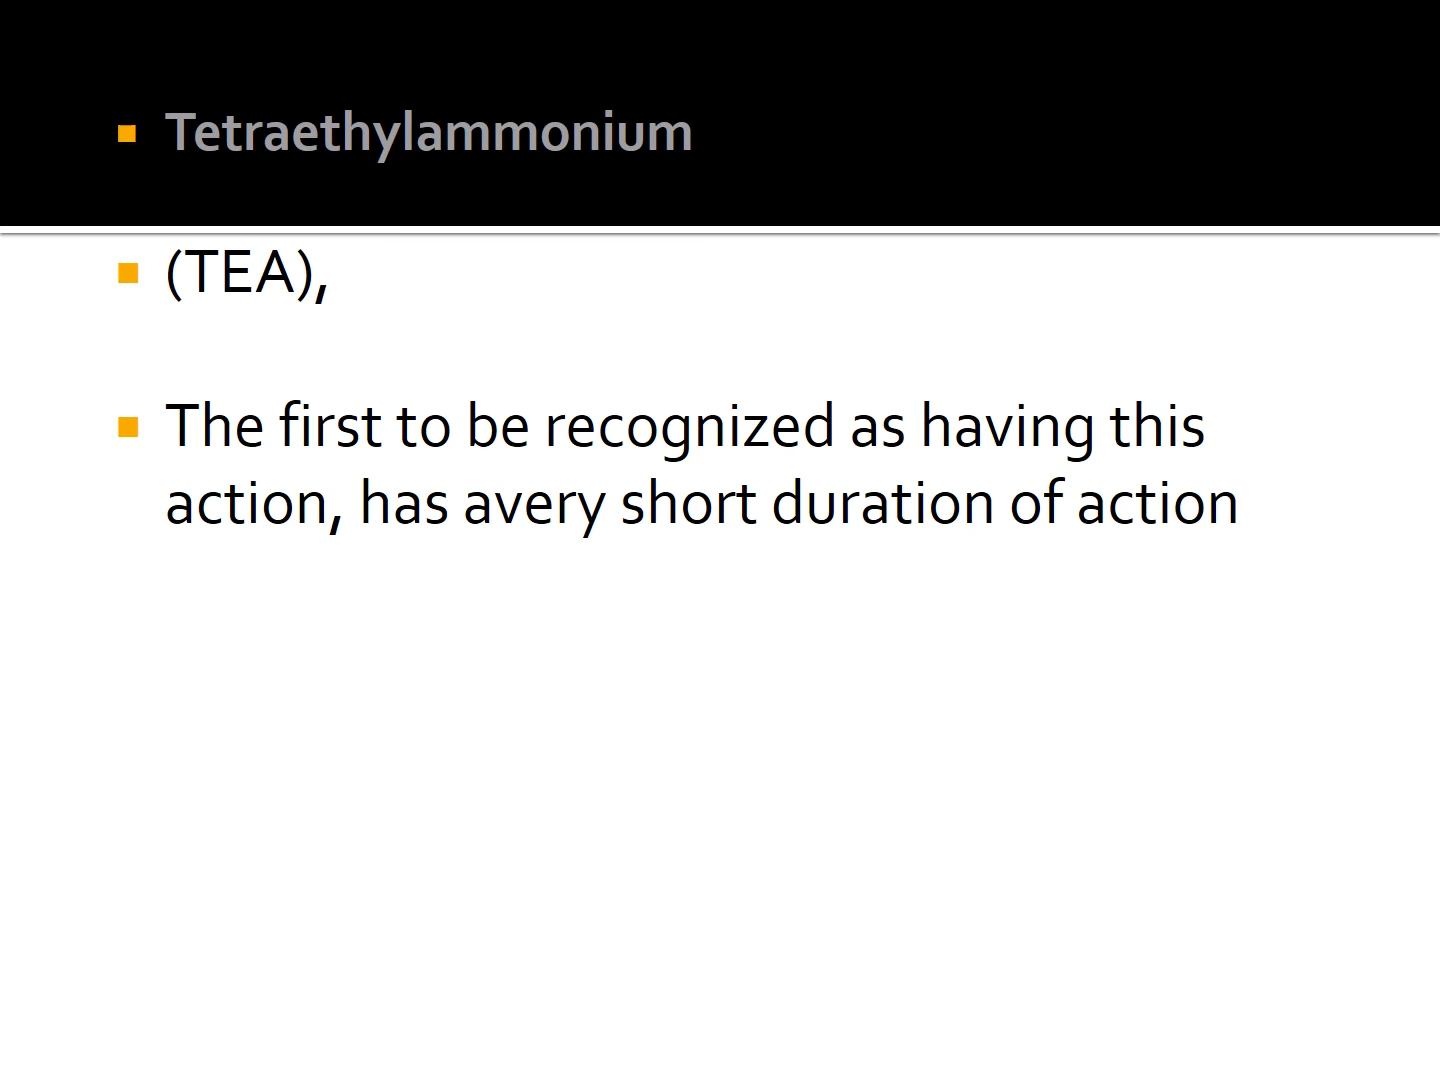 Tetraethylammonium
(TEA),
The first to be recognized as having this
action, has avery short duration of action